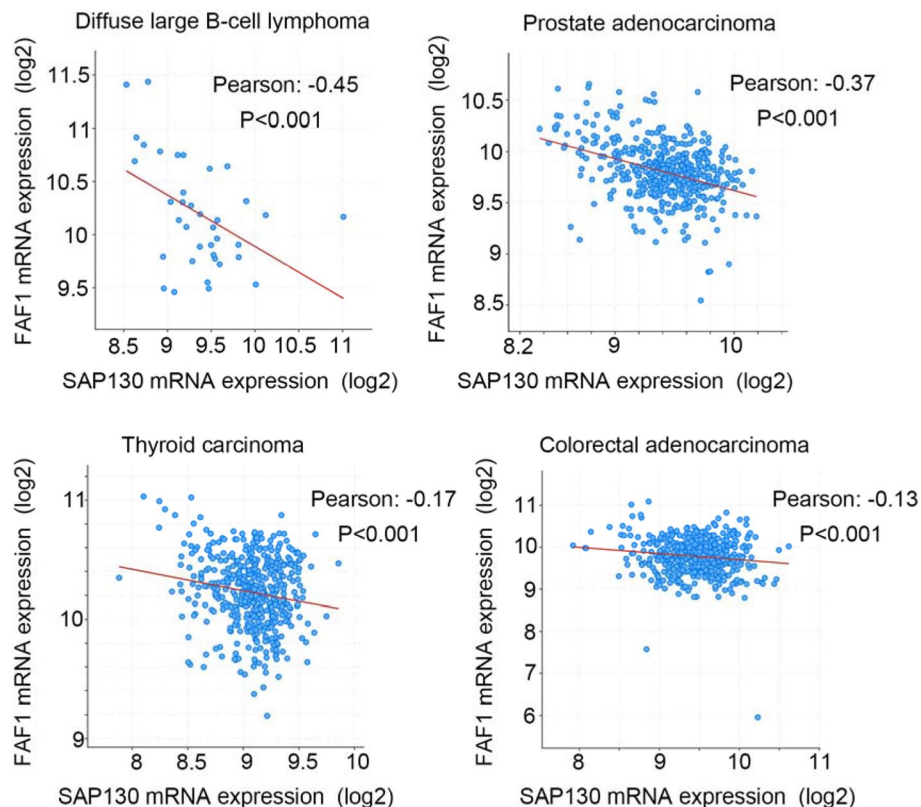 Diffuse large B-cell lymphoma
FAF1 mRNA expression (log2)
11.5
11
10.5
10
9.5
Pearson: -0.45
P<0.001
8.5 9 9.5 10 10.5 11
SAP130 mRNA expression (log2)
Prostate adenocarcinoma
FAF1 mRNA expression (log2)
10.5
10
9.5
9
8.5
Pearson: -0.37
P<0.001
8.2 9 10
SAP130 mRNA expression (log2)
Thyroid carcinoma
FAF1 mRNA expression (log2)
11
10
9
Pearson: -0.17
P<0.001
8 8.5 9 9.5 10
SAP130 mRNA expression (log2)
Colorectal adenocarcinoma
FAF1 mRNA expression (log2)
11
10
9
8
7
6
Pearson: -0.13
P<0.001
8 9 10 11
SAP130 mRNA expression (log2)